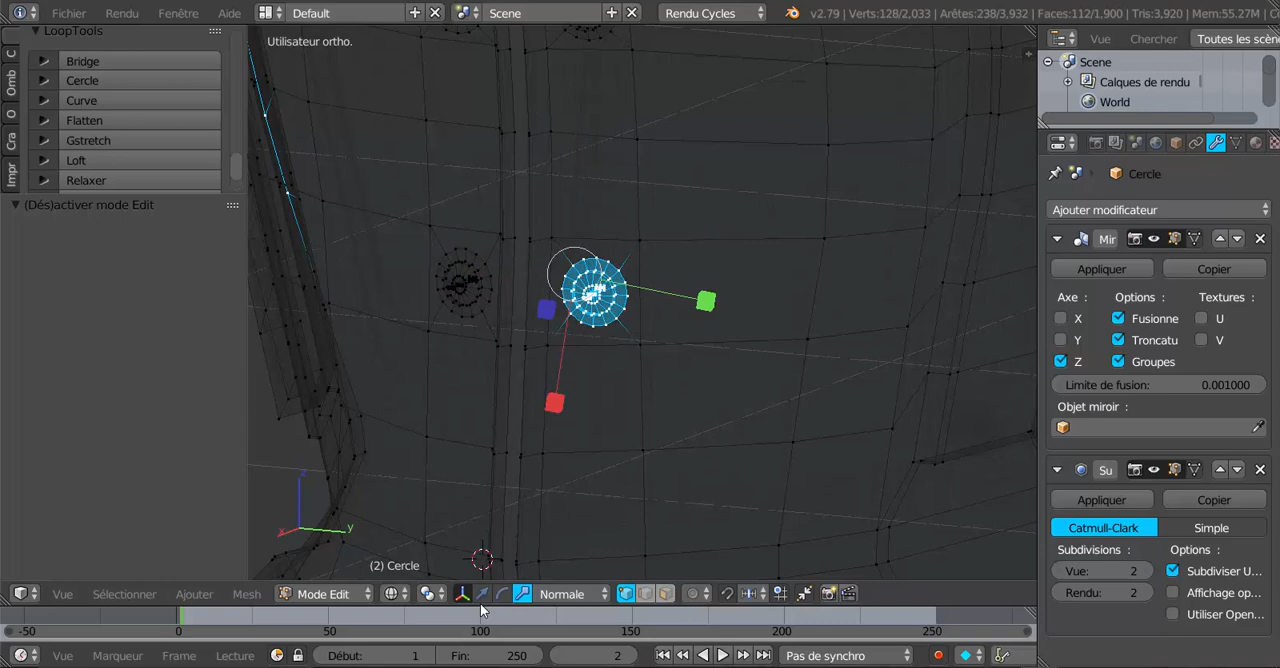 Fichier Rendu Fenêtre Aide Default Scene Rendu Cycles v2.79 | Verts:128/2,033 | Arêtes:238/3,932 | Faces:112/1,900 | Tris:3,920 | Mem:55.27M
LoopTools
Bridge
Cercle
Curve
Flatten
Gstretch
Loft
Relaxer
C
Omb
O
Cra
Impr
(Dés)activer mode Edit
Utilisateur ortho.
z
x
y
(2) Cercle
Vue Sélectionner Ajouter Mesh Mode Edit Normale
-50 0 50 100 150 200 250
Vue Marqueur Frame Lecture Début: 1 Fin: 250 2 Pas de synchro
Vue Chercher Toutes les scèn
Scene
Calques de rendu
World
Cercle
Ajouter modificateur
Mir
Appliquer Copier
Axe : Options : Textures :
X Fusionne U
Y Troncatu V
Z Groupes
Limite de fusion: 0.001000
Objet miroir :
Su
Appliquer Copier
Catmull-Clark Simple
Subdivisions : Options :
Vue: 2 Subdiviser U...
Rendu: 2 Affichage op...
Utiliser Open...